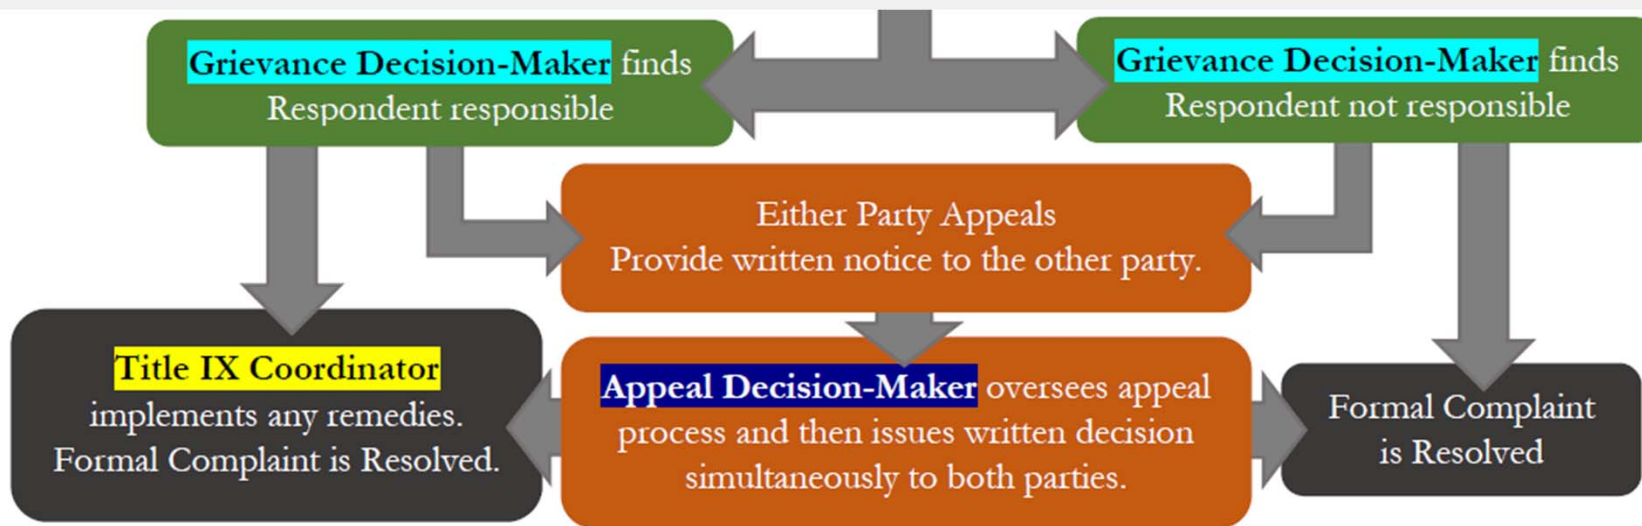 Grievance Decision-Maker finds
Respondent responsible
Grievance Decision-Maker finds
Respondent not responsible
Either Party Appeals
Provide written notice to the other party.
Title IX Coordinator
implements any remedies.
Formal Complaint is Resolved.
Appeal Decision-Maker oversees appeal
process and then issues written decision
simultaneously to both parties.
Formal Complaint
is Resolved